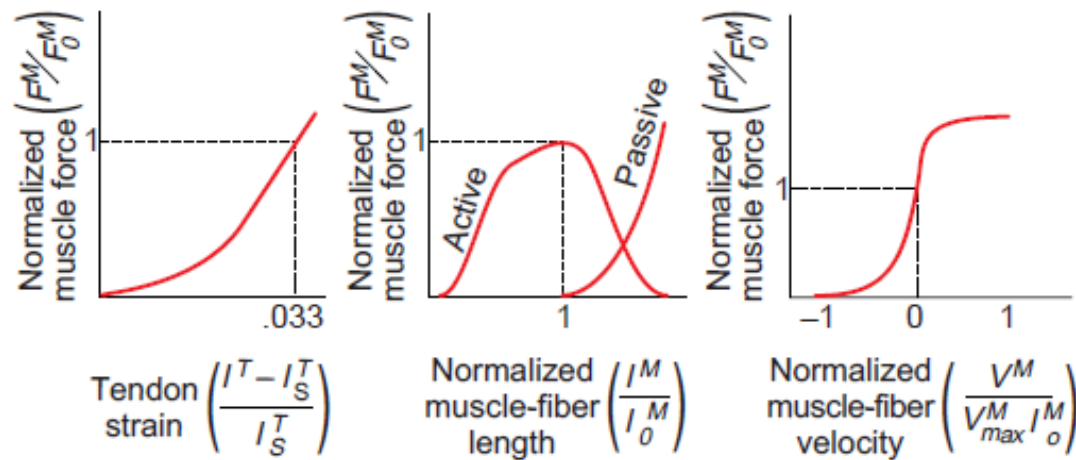 Normalized muscle force (F^M/F_0^M)
1
.033
Tendon strain (l^T – l_S^T / l_S^T)
Normalized muscle force (F^M/F_0^M)
1
Active
Passive
1
Normalized muscle-fiber length (l^M / l_0^M)
Normalized muscle force (F^M/F_0^M)
1
–1 0 1
Normalized muscle-fiber velocity (V^M / V_max^M l_o^M)